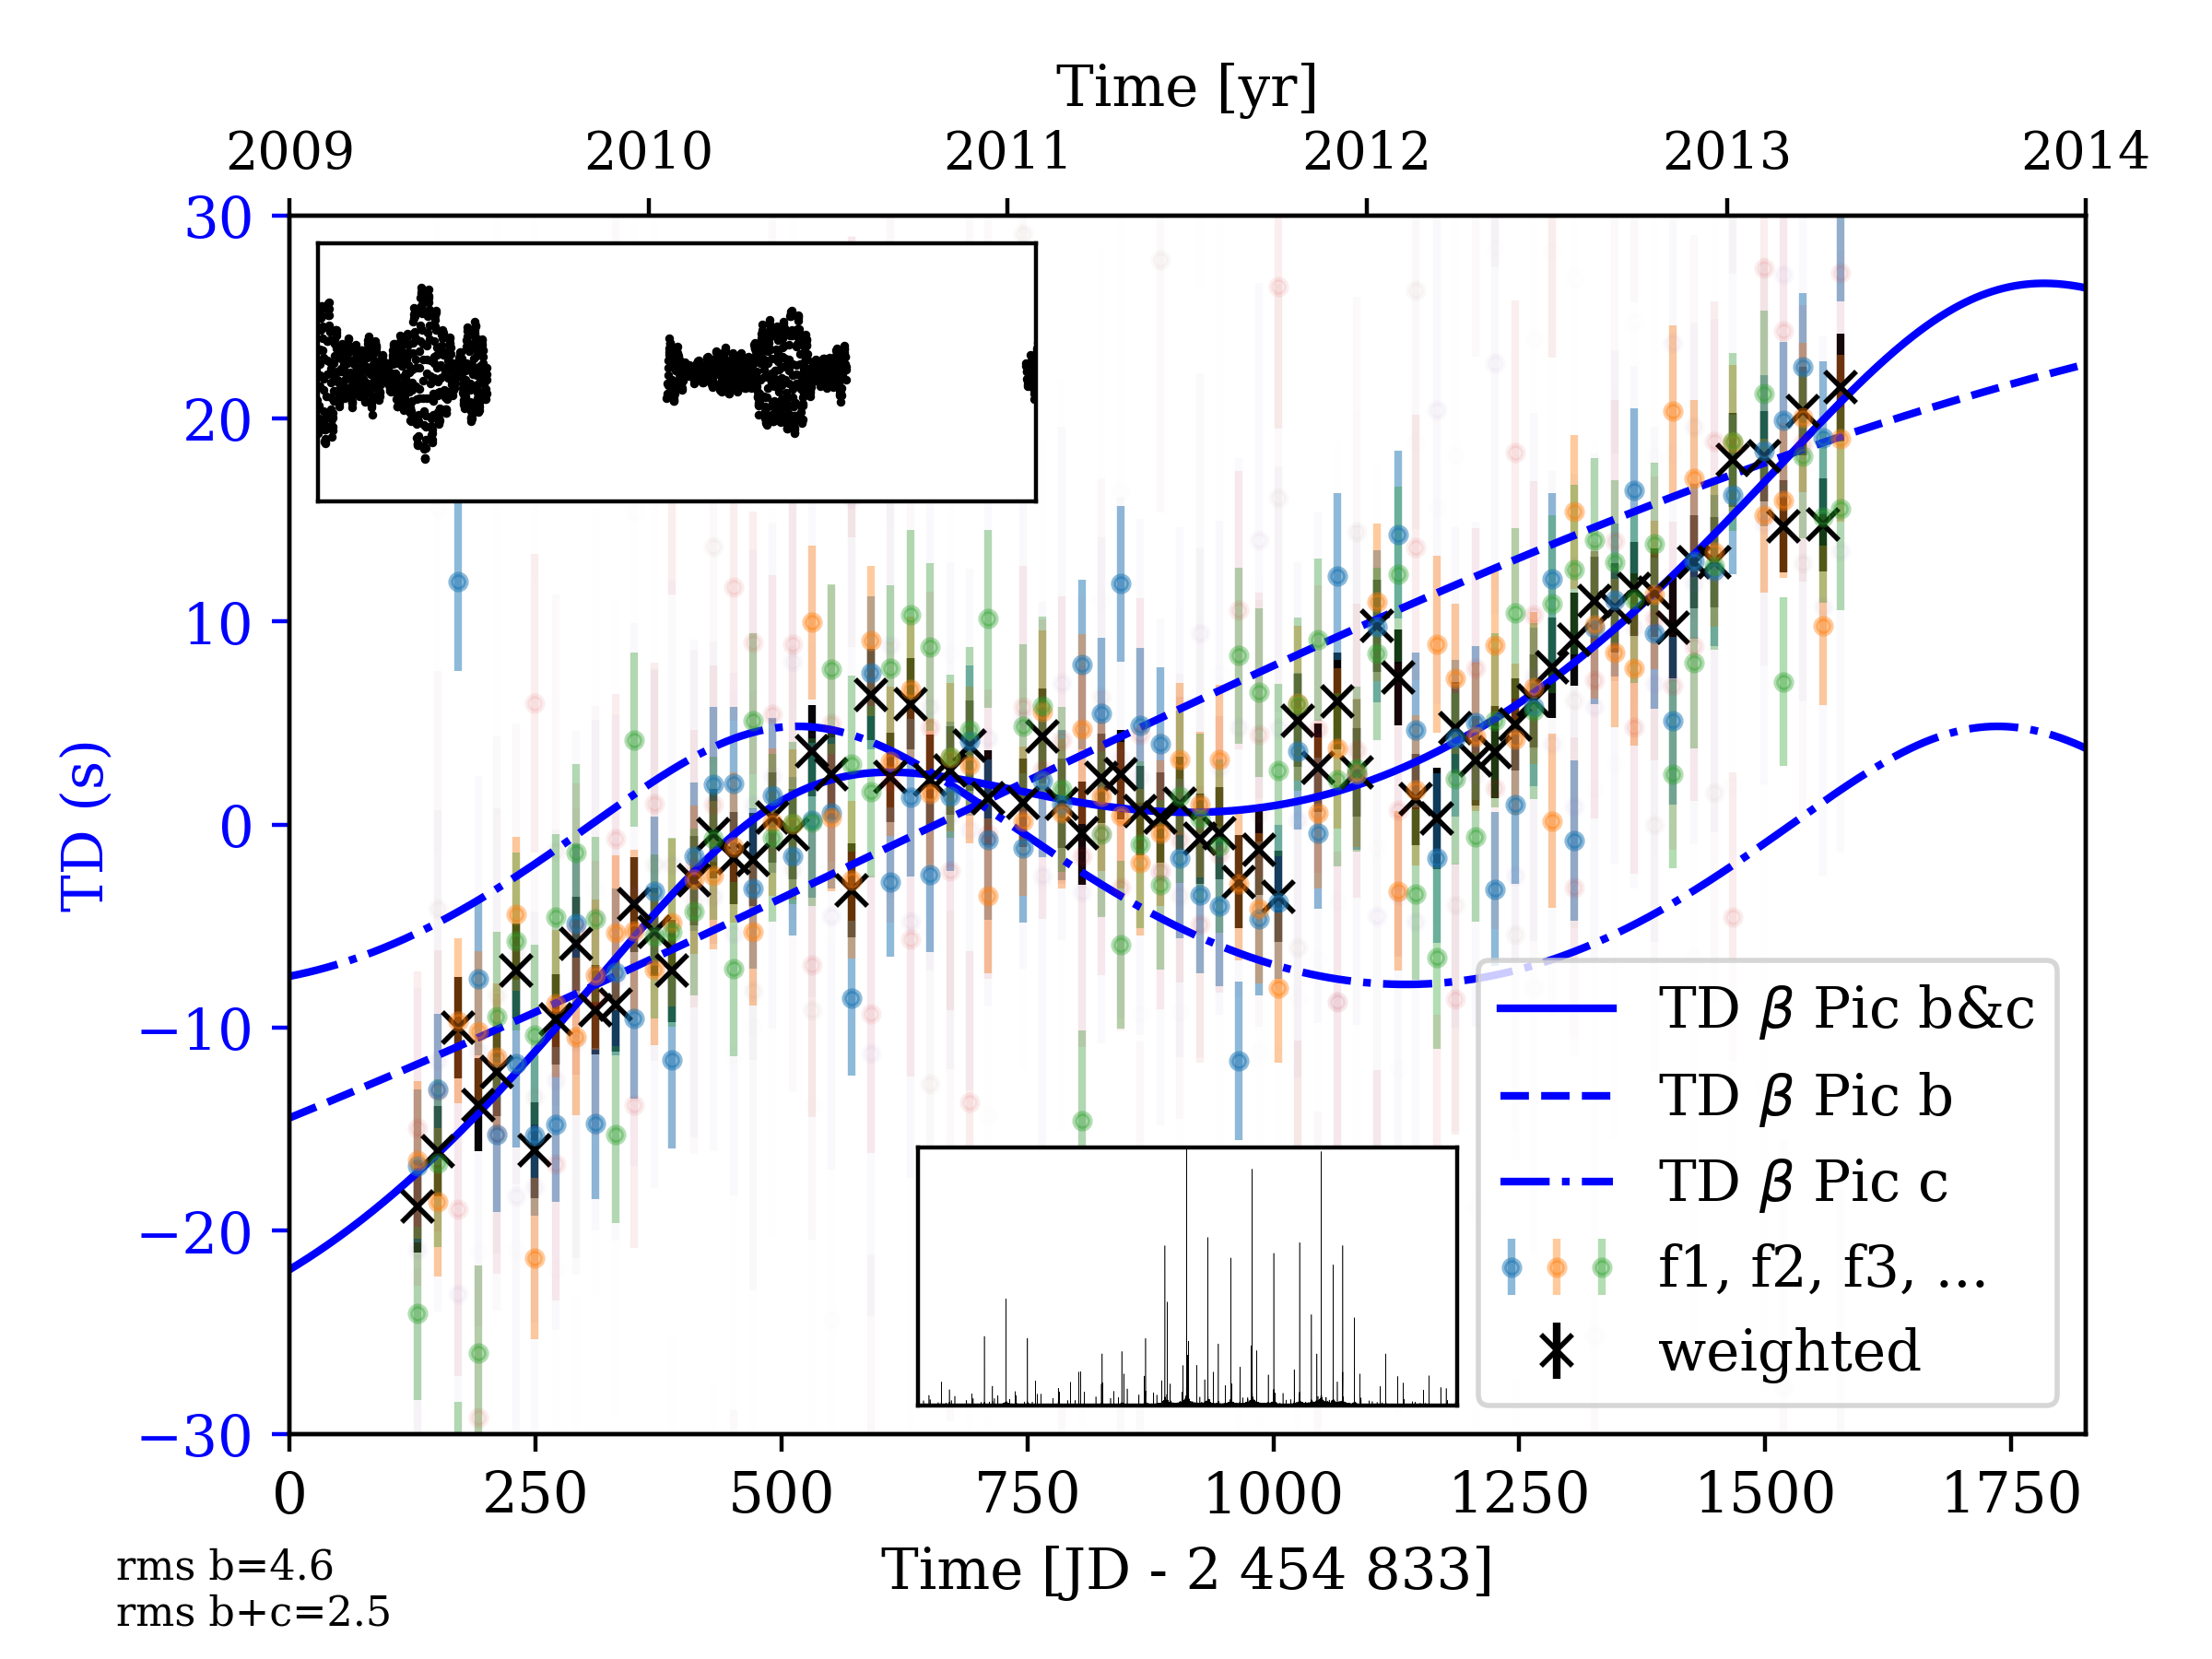 Time [yr]
2009 2010 2011 2012 2013 2014
30
20
10
0
−10
−20
−30
TD (s)
TD β Pic b&c
TD β Pic b
TD β Pic c
f1, f2, f3, ...
weighted
0 250 500 750 1000 1250 1500 1750
Time [JD - 2 454 833]
rms b=4.6
rms b+c=2.5